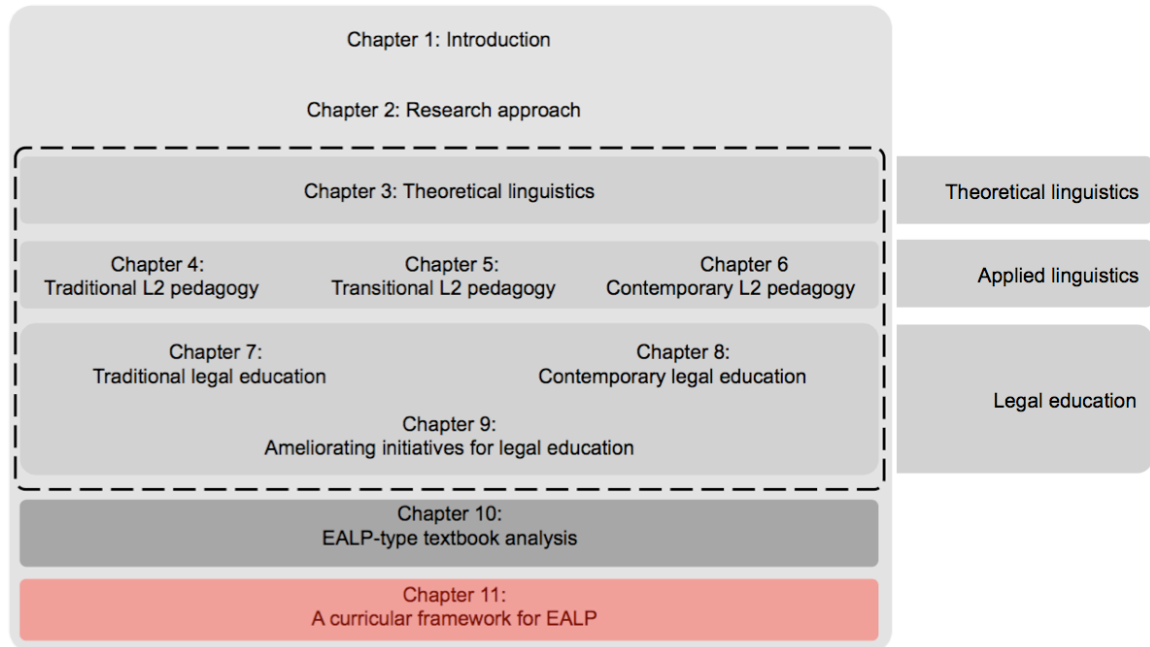 Chapter 1: Introduction
Chapter 2: Research approach
Chapter 3: Theoretical linguistics
Theoretical linguistics
Chapter 4:
Traditional L2 pedagogy
Chapter 5:
Transitional L2 pedagogy
Chapter 6
Contemporary L2 pedagogy
Applied linguistics
Chapter 7:
Traditional legal education
Chapter 8:
Contemporary legal education
Chapter 9:
Ameliorating initiatives for legal education
Legal education
Chapter 10:
EALP-type textbook analysis
Chapter 11:
A curricular framework for EALP